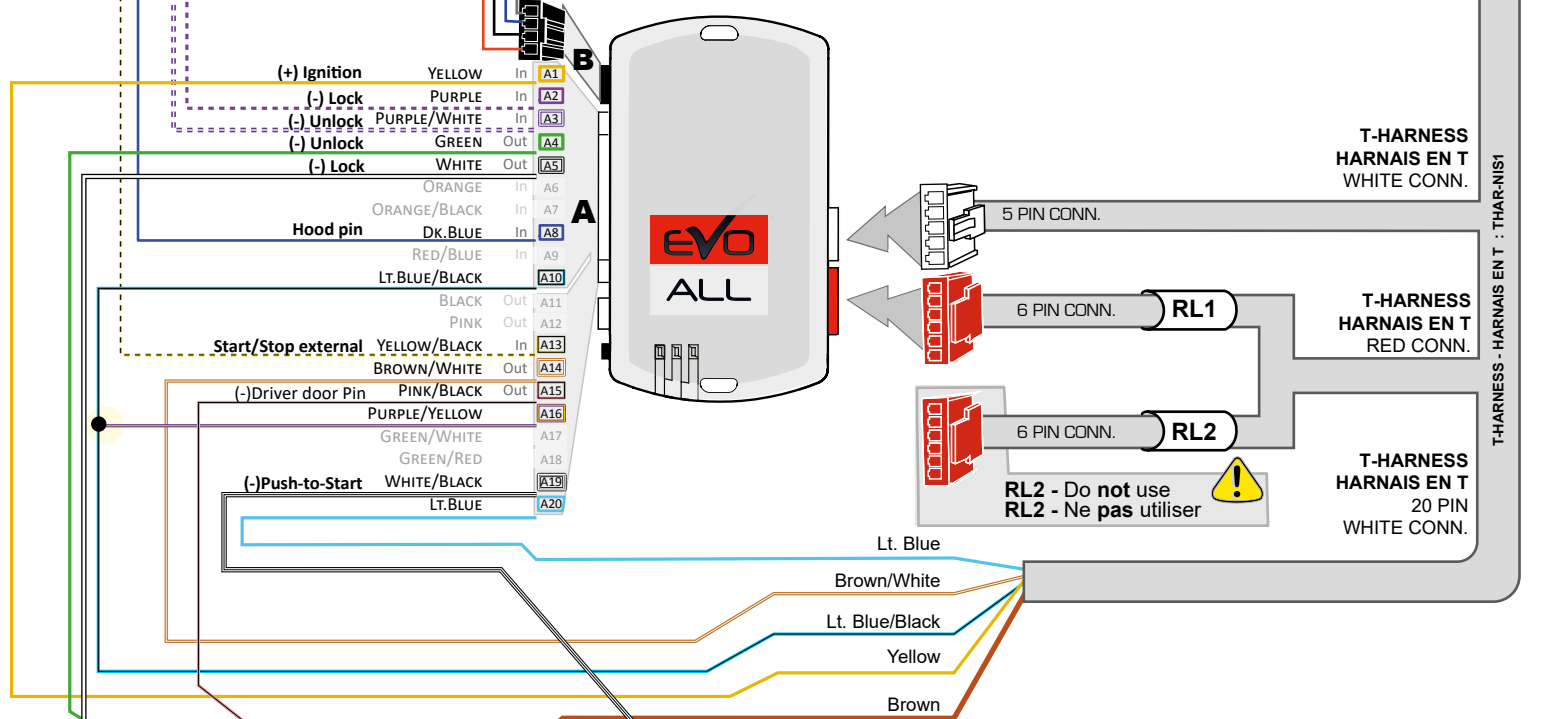 B
(+) Ignition YELLOW In A1
(-) Lock PURPLE In A2
(-) Unlock PURPLE/WHITE In A3
(-) Unlock GREEN Out A4
(-) Lock WHITE Out A5
ORANGE In A6
ORANGE/BLACK In A7
A
Hood pin DK.BLUE In A8
RED/BLUE In A9
LT.BLUE/BLACK A10
BLACK Out A11
PINK Out A12
Start/Stop external YELLOW/BLACK In A13
BROWN/WHITE Out A14
(-)Driver door Pin PINK/BLACK Out A15
PURPLE/YELLOW A16
GREEN/WHITE A17
GREEN/RED A18
(-)Push-to-Start WHITE/BLACK A19
LT.BLUE A20
EVO
ALL
T-HARNESS
HARNAIS EN T
WHITE CONN.
5 PIN CONN.
6 PIN CONN. RL1
T-HARNESS
HARNAIS EN T
RED CONN.
6 PIN CONN. RL2
RL2 - Do not use
RL2 - Ne pas utiliser
T-HARNESS
HARNAIS EN T
20 PIN
WHITE CONN.
T-HARNESS - HARNAIS EN T : THAR-NIS1
Lt. Blue
Brown/White
Lt. Blue/Black
Yellow
Brown